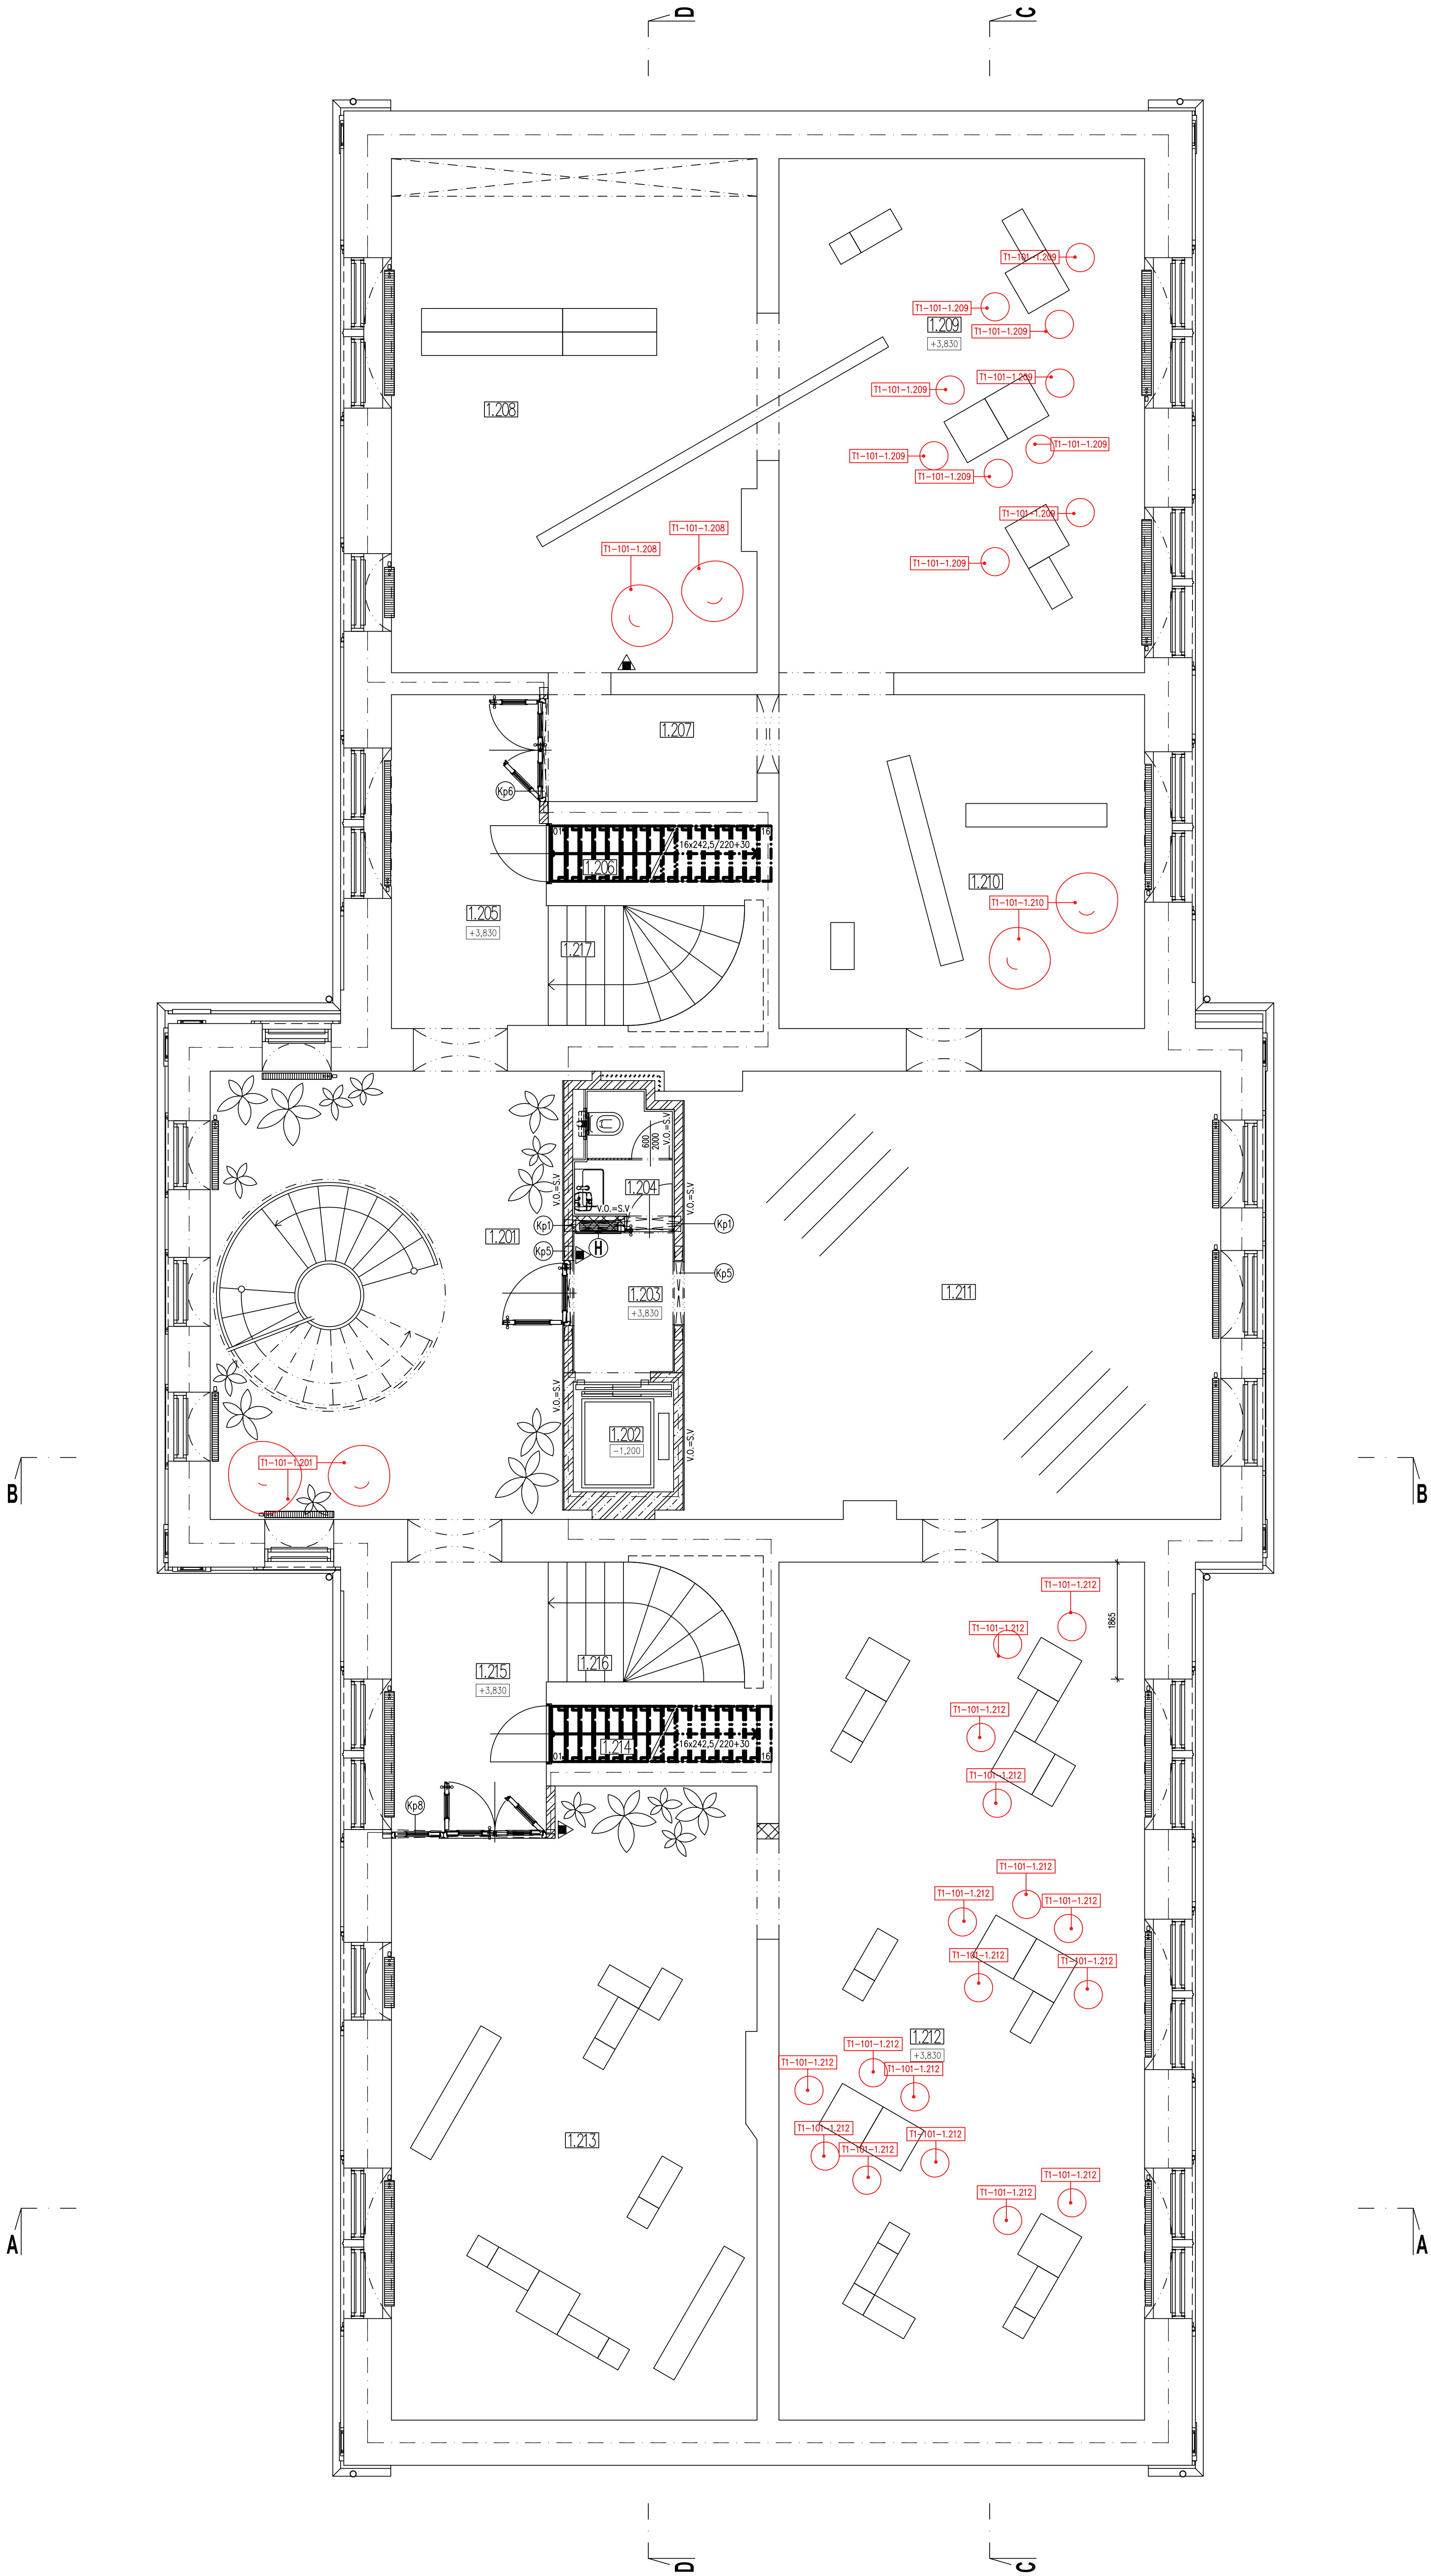 D
C
T1-101-1.209
T1-101-1.209
1.209
T1-101-1.209
+3,830
T1-101-1.209
T1-101-1.209
1.208
T1-101-1.209
T1-101-1.209
T1-101-1.209
T1-101-1.209
T1-101-1.208
T1-101-1.208
T1-101-1.209
1.207
Kp6
01
16
16x242,5/220+30
1.206
1.210
T1-101-1.210
1.205
+3,830
1.217
600
2000
V.O.=S.V
V.O.=S.V
1.204
V.O.=S.V
V.O.=S.V
Kp1
Kp1
1.201
H
Kp5
Kp5
1.203
+3,830
1.211
V.O.=S.V
1.202
-1,200
V.O.=S.V
T1-101-1.201
B
B
T1-101-1.212
1865
T1-101-1.212
1.216
1.215
+3,830
T1-101-1.212
1.214
16x242,5/220+30
01
16
T1-101-1.212
Kp8
T1-101-1.212
T1-101-1.212
T1-101-1.212
T1-101-1.212
T1-101-1.212
1.212
+3,830
T1-101-1.212
T1-101-1.212
T1-101-1.212
T1-101-1.212
T1-101-1.212
T1-101-1.212
1.213
T1-101-1.212
T1-101-1.212
A
A
D
C